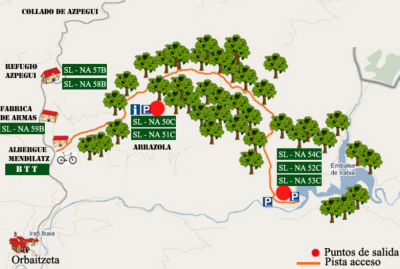 COLLADO DE AZPEGUI
REFUGIO
AZPEGUI
SL - NA 57B
SL - NA 58B
FABRICA
DE ARMAS
SL - NA 59B
ALBERGUE
MENDILATZ
BTT
i P
SL - NA 50C
SL - NA 51C
ARRAZOLA
SL - NA 54C
SL - NA 52C
SL - NA 53C
P
P
Embalse
de Irabia
Irati Ibaia
Orbaitzeta
Puntos de salida
Pista acceso